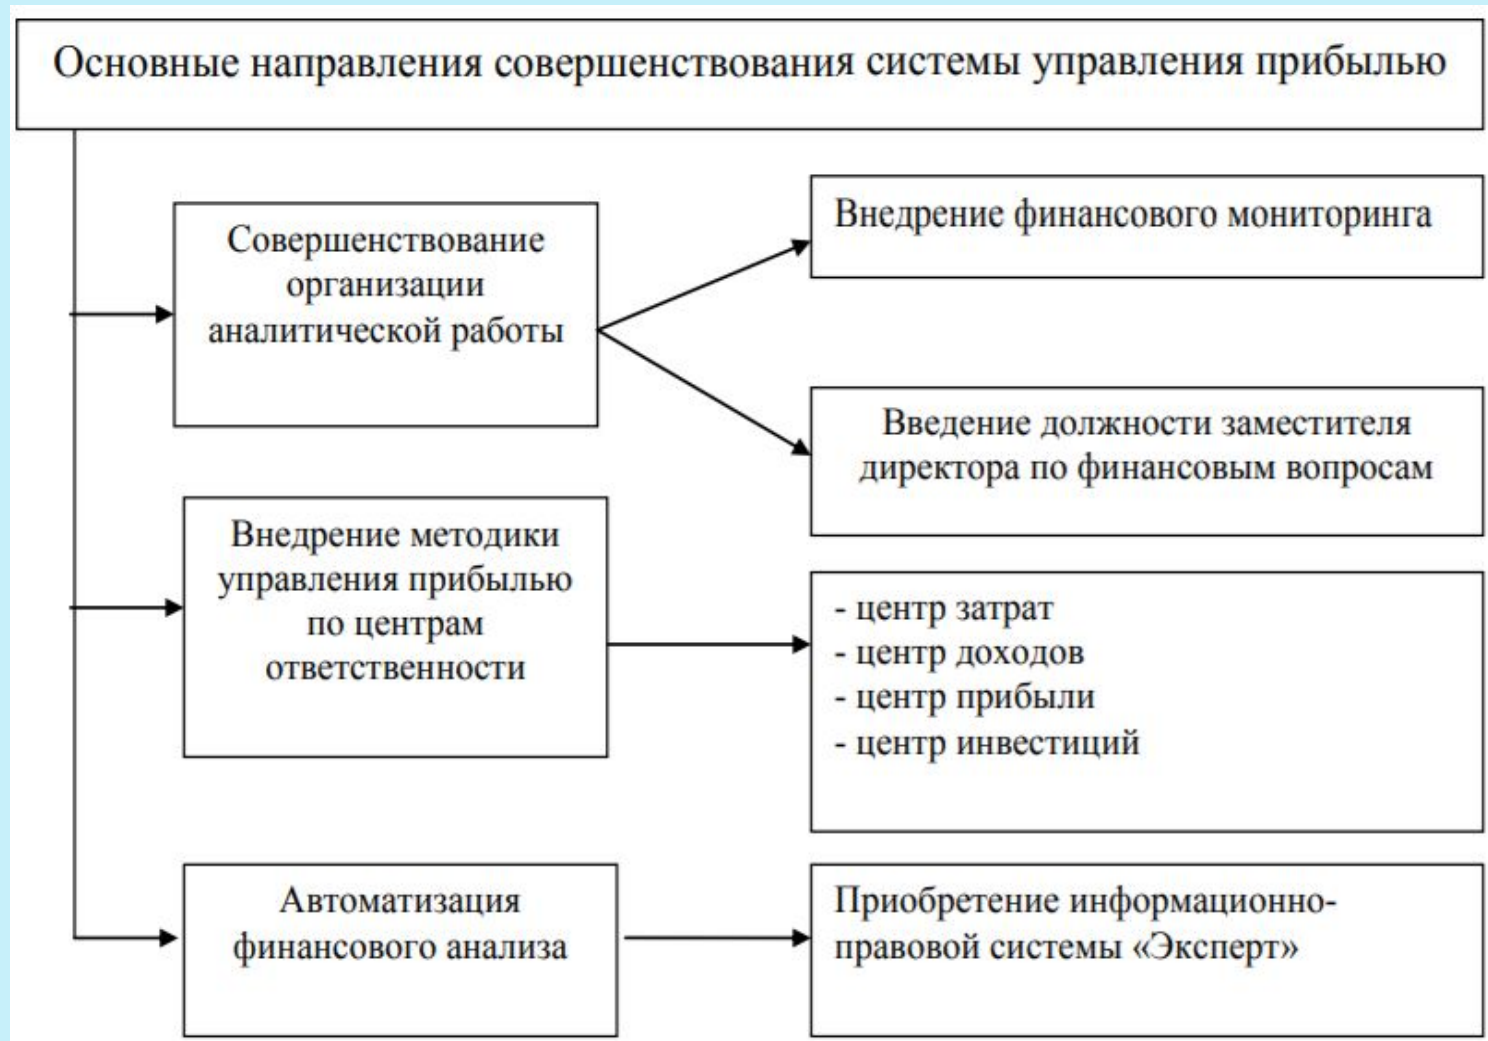 Основные направления совершенствования системы управления прибылью
Совершенствование
организации
аналитической работы
Внедрение финансового мониторинга
Введение должности заместителя
директора по финансовым вопросам
Внедрение методики
управления прибылью
по центрам
ответственности
- центр затрат
- центр доходов
- центр прибыли
- центр инвестиций
Автоматизация
финансового анализа
Приобретение информационно-
правовой системы «Эксперт»